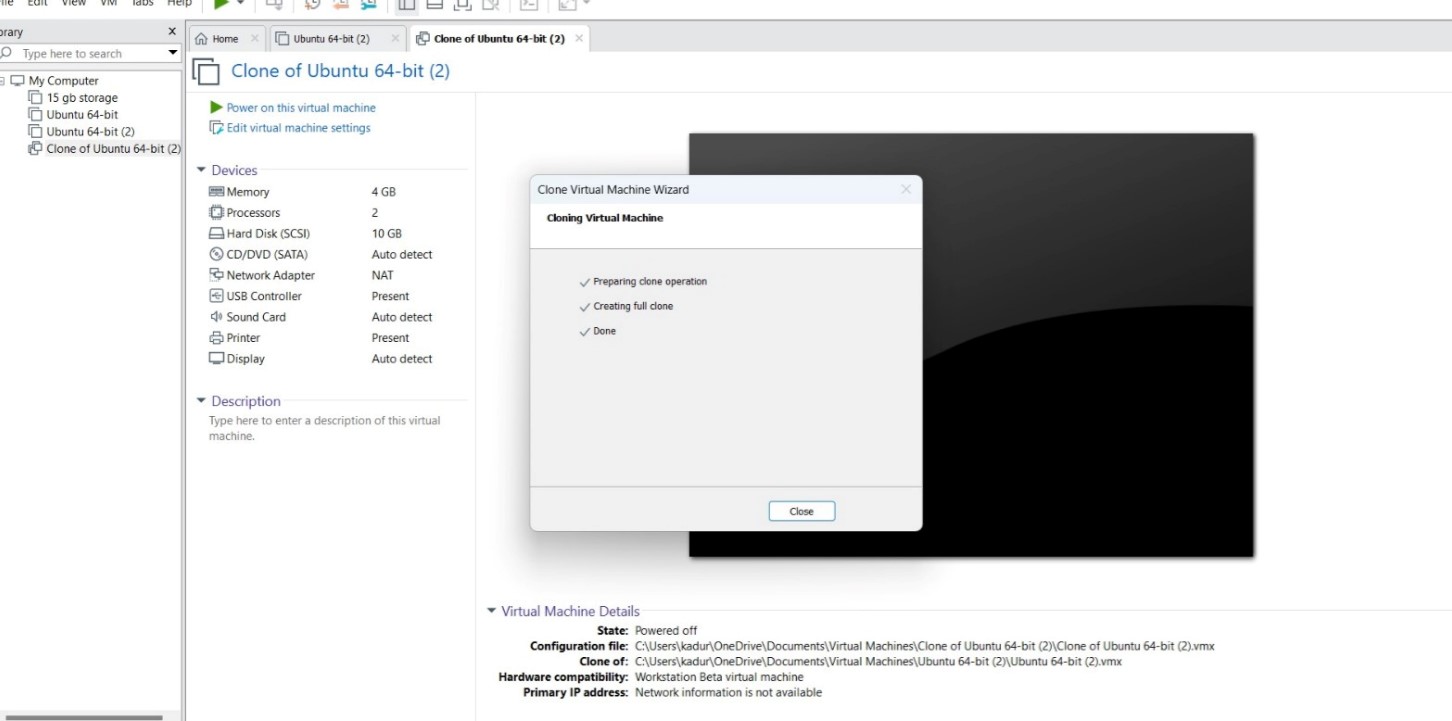 File Edit View VM Tabs Help
Library X
Type here to search
My Computer
15 gb storage
Ubuntu 64-bit
Ubuntu 64-bit (2)
Clone of Ubuntu 64-bit (2)
Home
Ubuntu 64-bit (2)
Clone of Ubuntu 64-bit (2)
Clone of Ubuntu 64-bit (2)
Power on this virtual machine
Edit virtual machine settings
Devices
Memory 4 GB
Processors 2
Hard Disk (SCSI) 10 GB
CD/DVD (SATA) Auto detect
Network Adapter NAT
USB Controller Present
Sound Card Auto detect
Printer Present
Display Auto detect
Description
Type here to enter a description of this virtual
machine.
Clone Virtual Machine Wizard
Cloning Virtual Machine
Preparing clone operation
Creating full clone
Done
Close
Virtual Machine Details
State: Powered off
Configuration file: C:\Users\kadur\OneDrive\Documents\Virtual Machines\Clone of Ubuntu 64-bit (2)\Clone of Ubuntu 64-bit (2).vmx
Clone of: C:\Users\kadur\OneDrive\Documents\Virtual Machines\Ubuntu 64-bit (2)\Ubuntu 64-bit (2).vmx
Hardware compatibility: Workstation Beta virtual machine
Primary IP address: Network information is not available